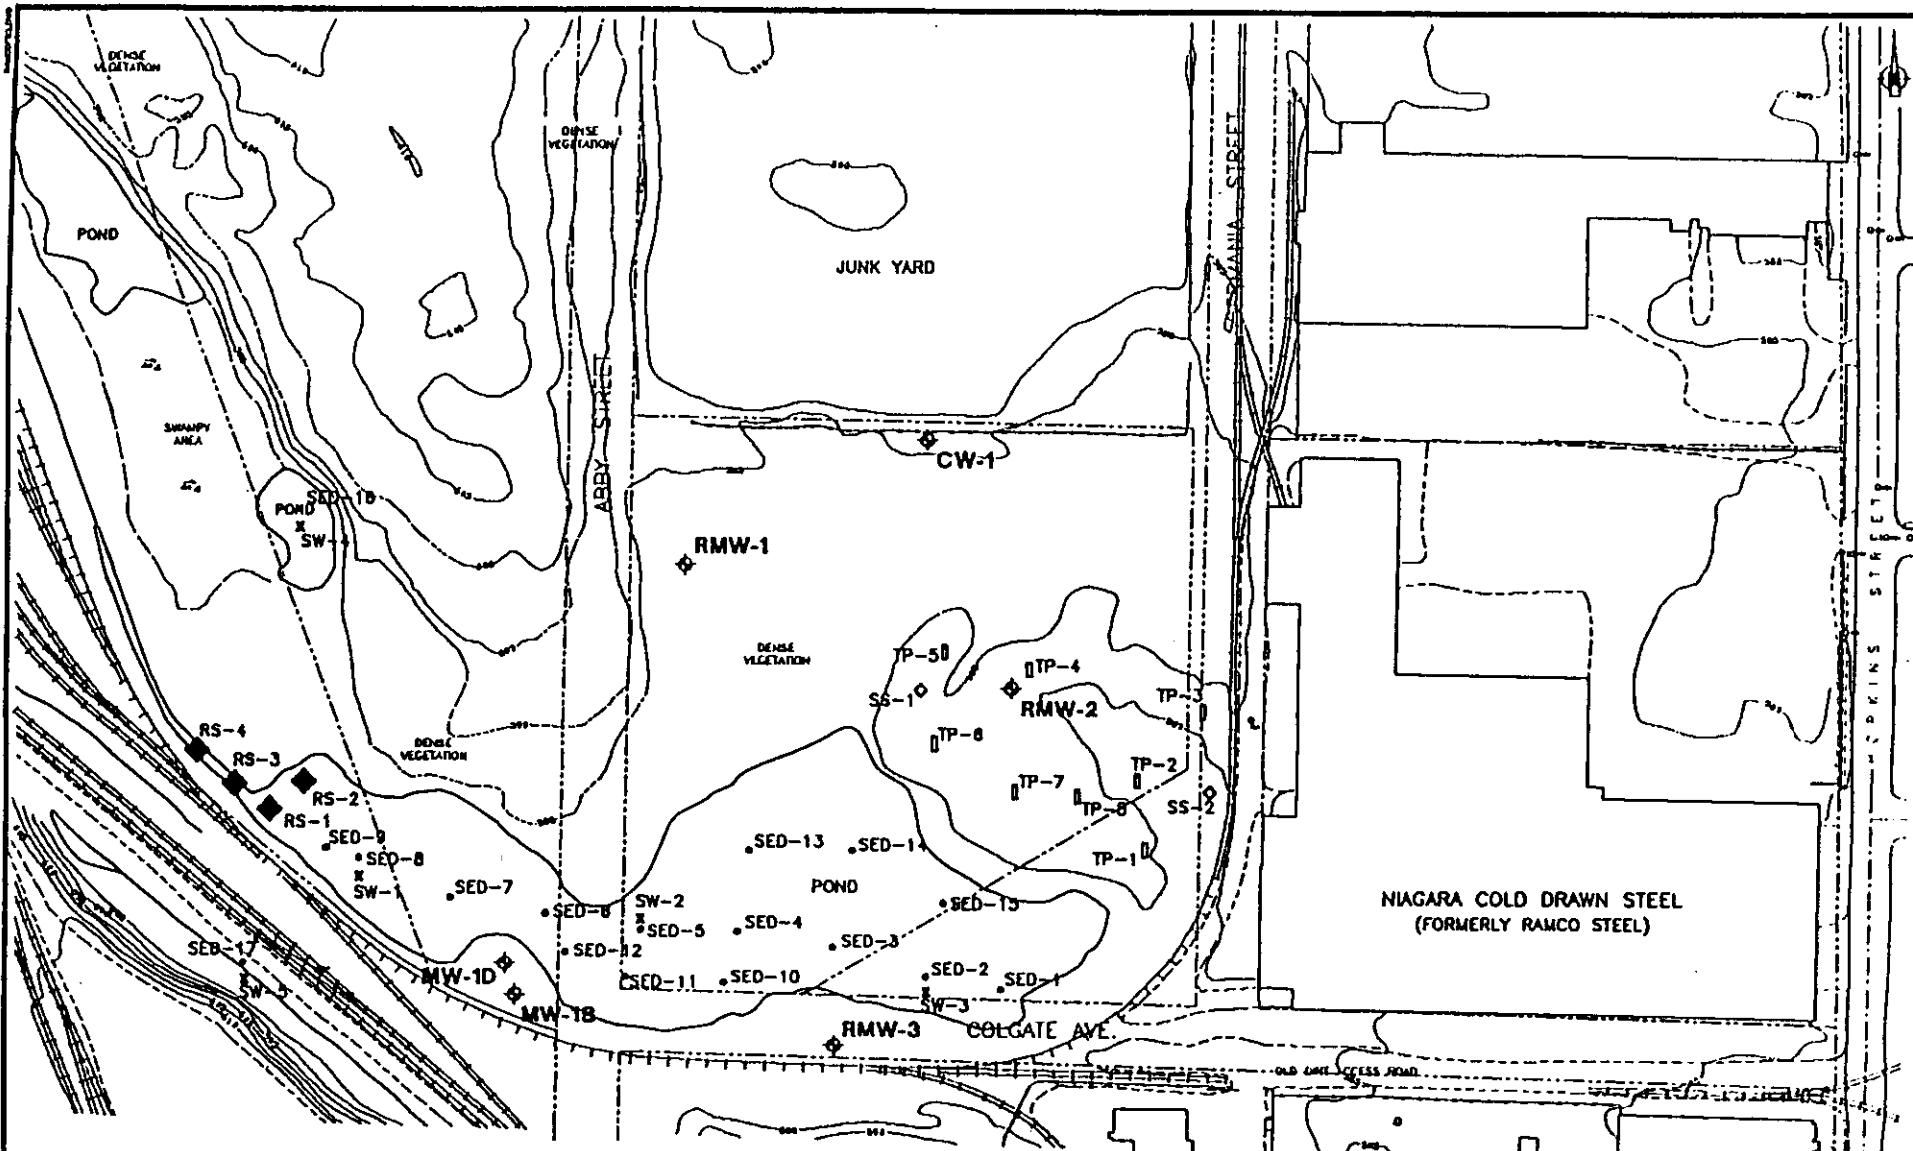 DENSE
VEGETATION
DENSE
VEGETATION
POND
JUNK YARD
ABBY STREET
SWAMPY
AREA
POND
SED-16
CW-1
RMW-1
DENSE
VEGETATION
TP-5
TP-4
SS-1
RMW-2
TP-3
TP-6
TP-7
TP-2
TP-8
SS-2
TP-1
RS-4
RS-3
RS-2
RS-1
DENSE
VEGETATION
SED-9
SED-8
SW-1
SED-7
SED-6
SW-2
SED-5
SED-13
SED-14
POND
SED-4
SED-15
SED-3
SED-12
SED-11
SED-10
SED-2
SED-1
SW-3
SED-17
SW-5
MW-1D
MW-1S
RMW-3
COLGATE AVE.
NIAGARA COLD DRAWN STEEL
(FORMERLY RAMCO STEEL)
STREET